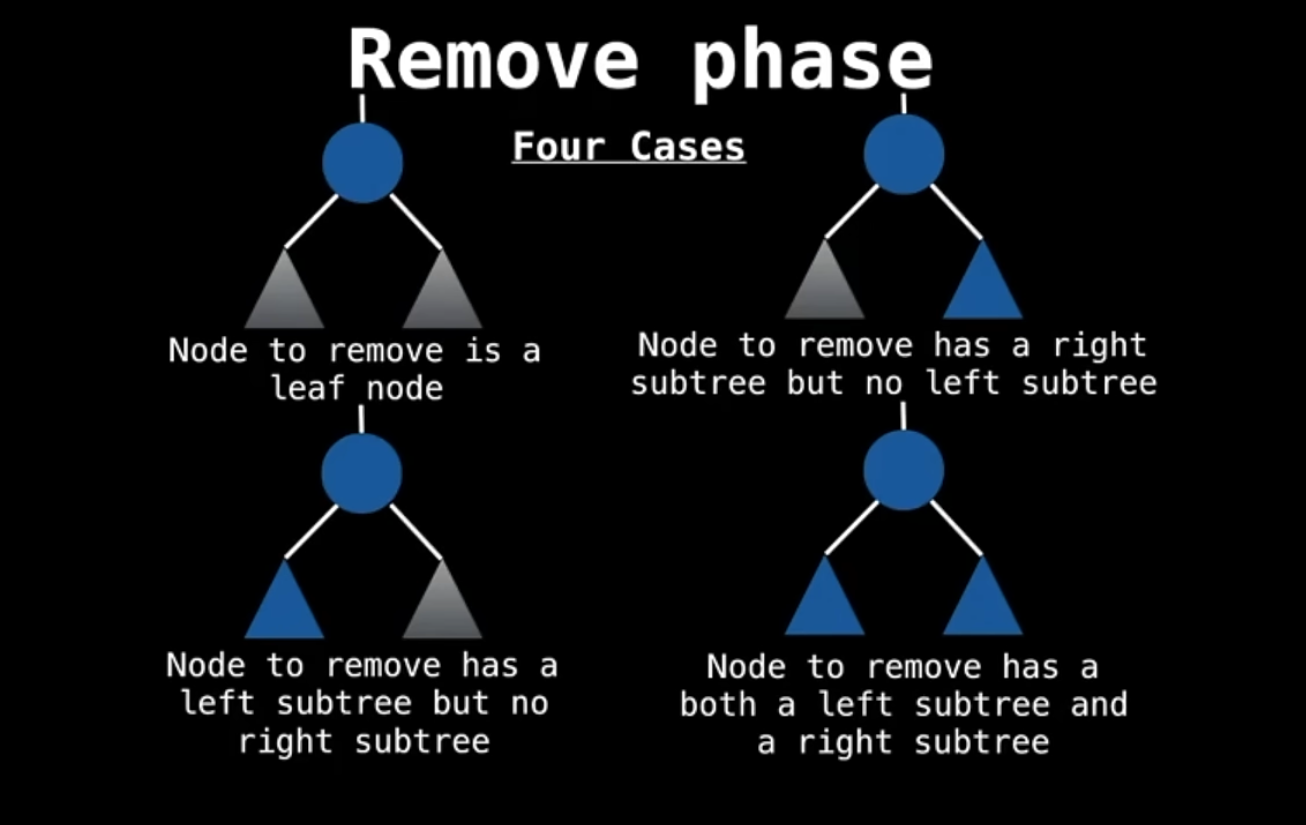 Remove phase
Four Cases
Node to remove is a
leaf node
Node to remove has a right
subtree but no left subtree
Node to remove has a
left subtree but no
right subtree
Node to remove has a
both a left subtree and
a right subtree